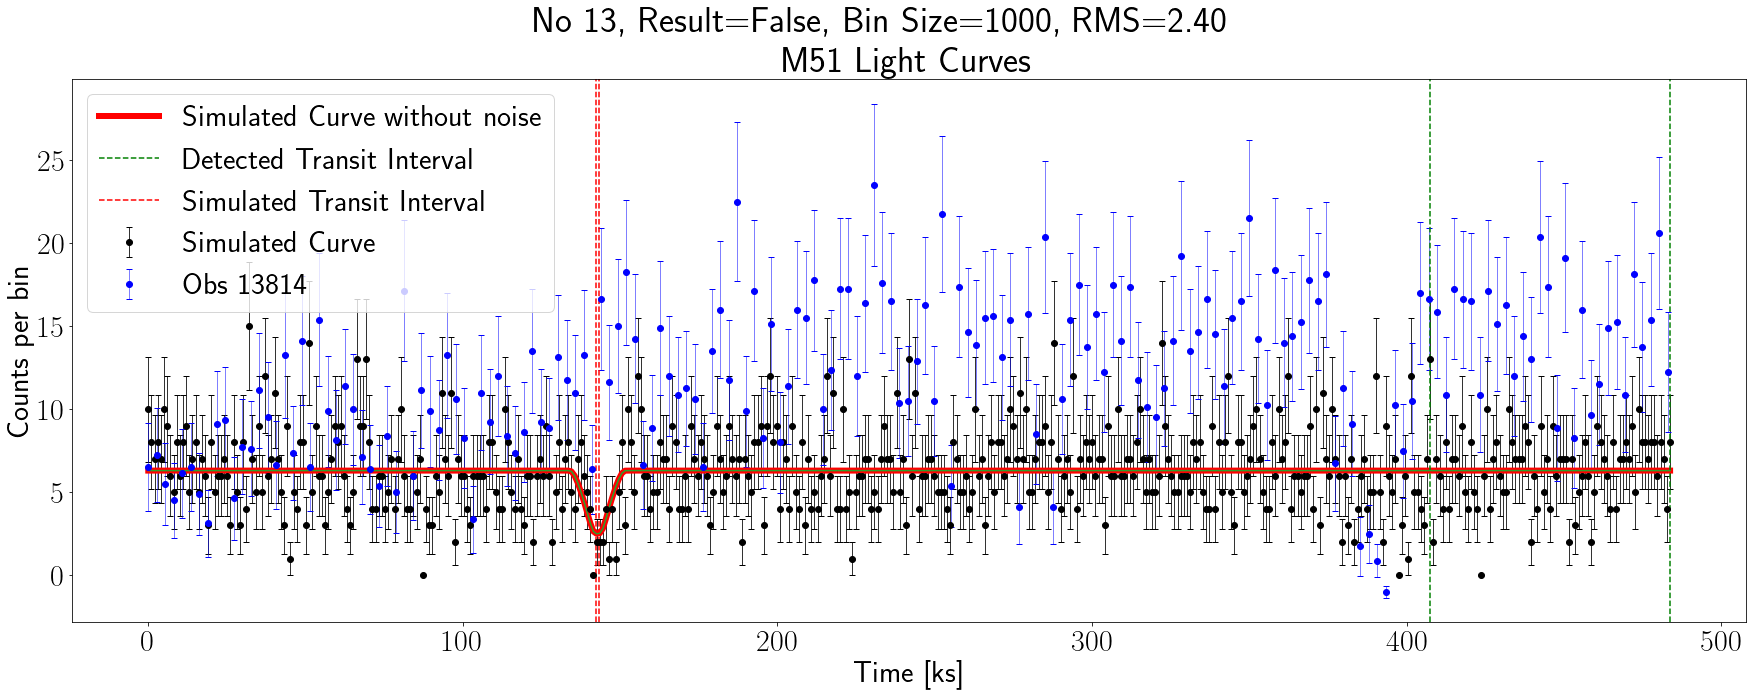 No 13, Result=False, Bin Size=1000, RMS=2.40
M51 Light Curves
Simulated Curve without noise
Detected Transit Interval
Simulated Transit Interval
Simulated Curve
Obs 13814
Counts per bin
25
20
15
10
5
0
0 100 200 300 400 500
Time [ks]